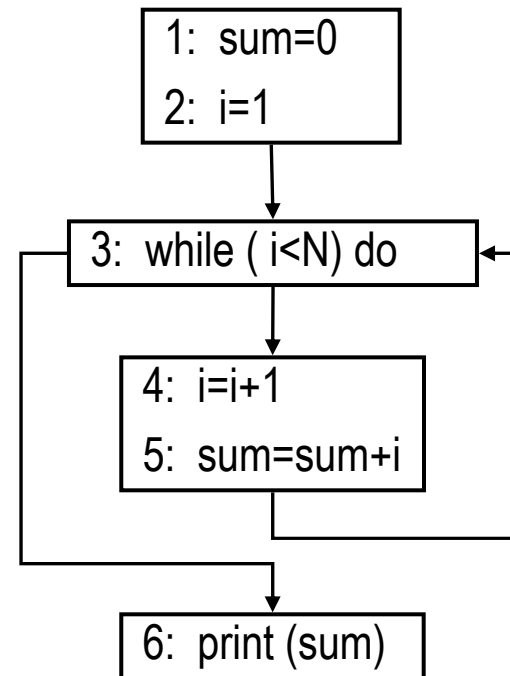 1: sum=0
2: i=1
3: while ( i<N) do
4: i=i+1
5: sum=sum+i
6: print (sum)